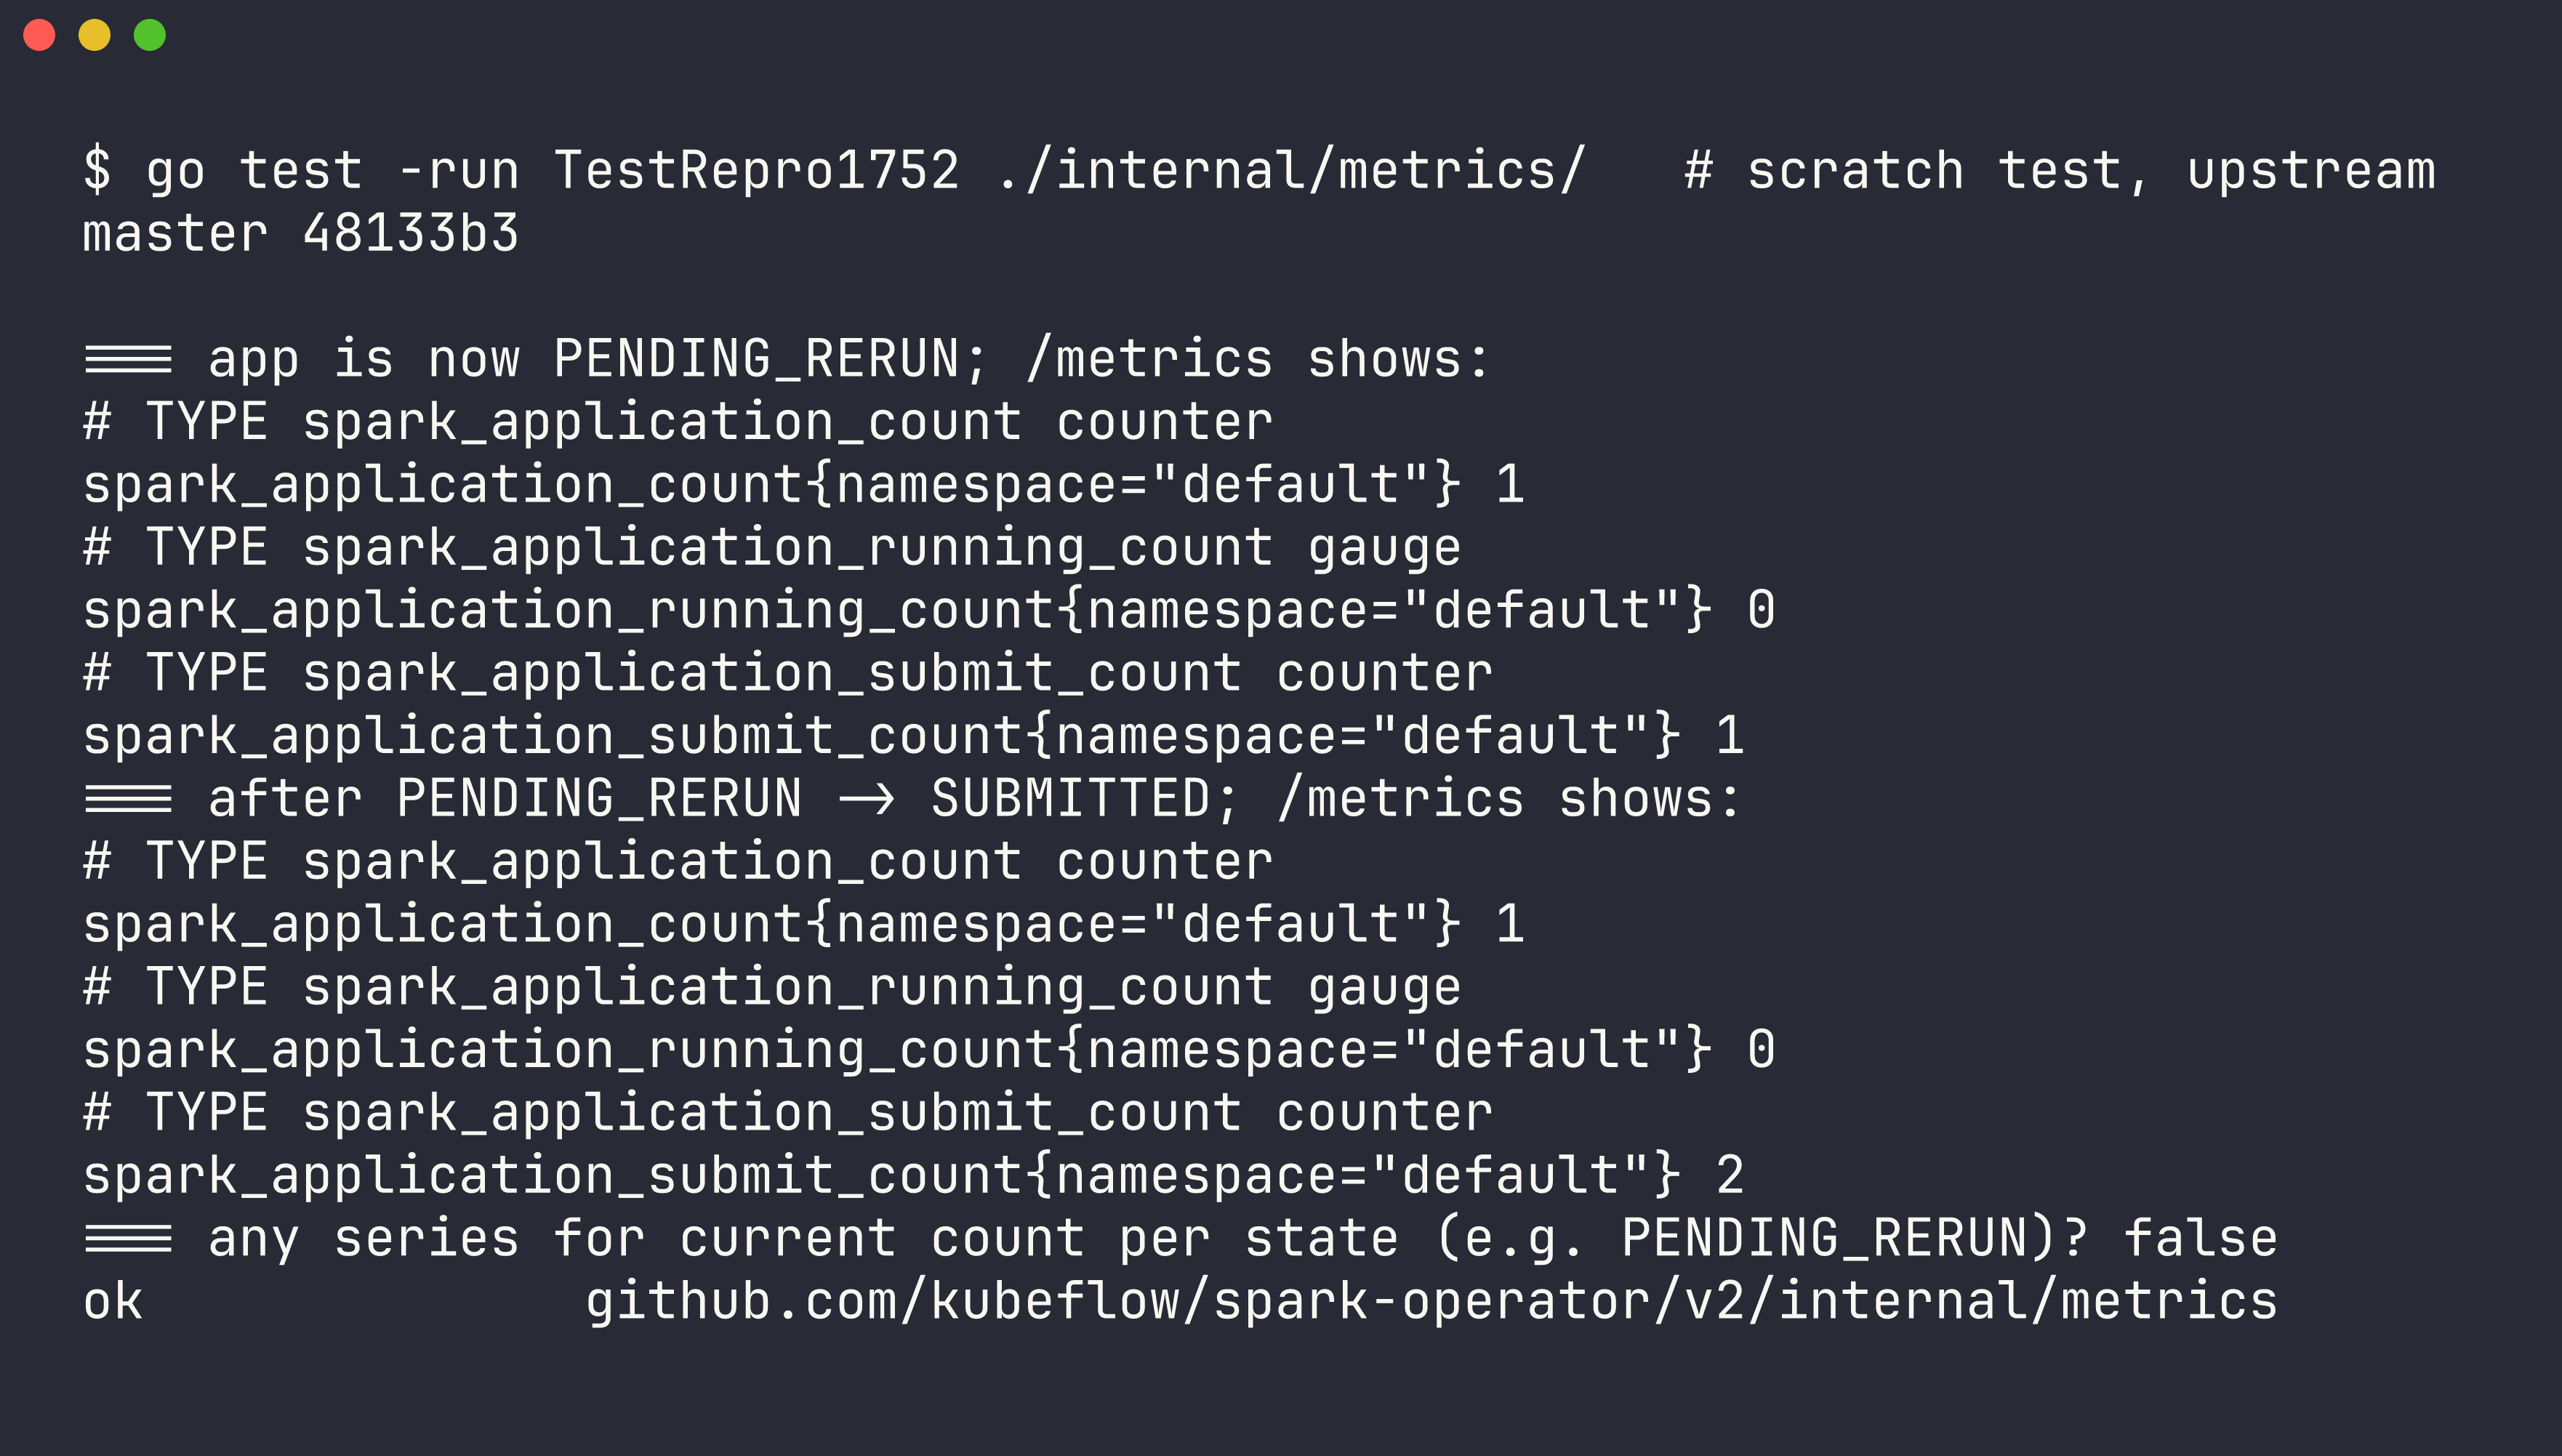 $ go test -run TestRepro1752 ./internal/metrics/   # scratch test, upstream
master 48133b3
=== app is now PENDING_RERUN; /metrics shows:
# TYPE spark_application_count counter
spark_application_count{namespace="default"} 1
# TYPE spark_application_running_count gauge
spark_application_running_count{namespace="default"} 0
# TYPE spark_application_submit_count counter
spark_application_submit_count{namespace="default"} 1
=== after PENDING_RERUN -> SUBMITTED; /metrics shows:
# TYPE spark_application_count counter
spark_application_count{namespace="default"} 1
# TYPE spark_application_running_count gauge
spark_application_running_count{namespace="default"} 0
# TYPE spark_application_submit_count counter
spark_application_submit_count{namespace="default"} 2
=== any series for current count per state (e.g. PENDING_RERUN)? false
ok              github.com/kubeflow/spark-operator/v2/internal/metrics